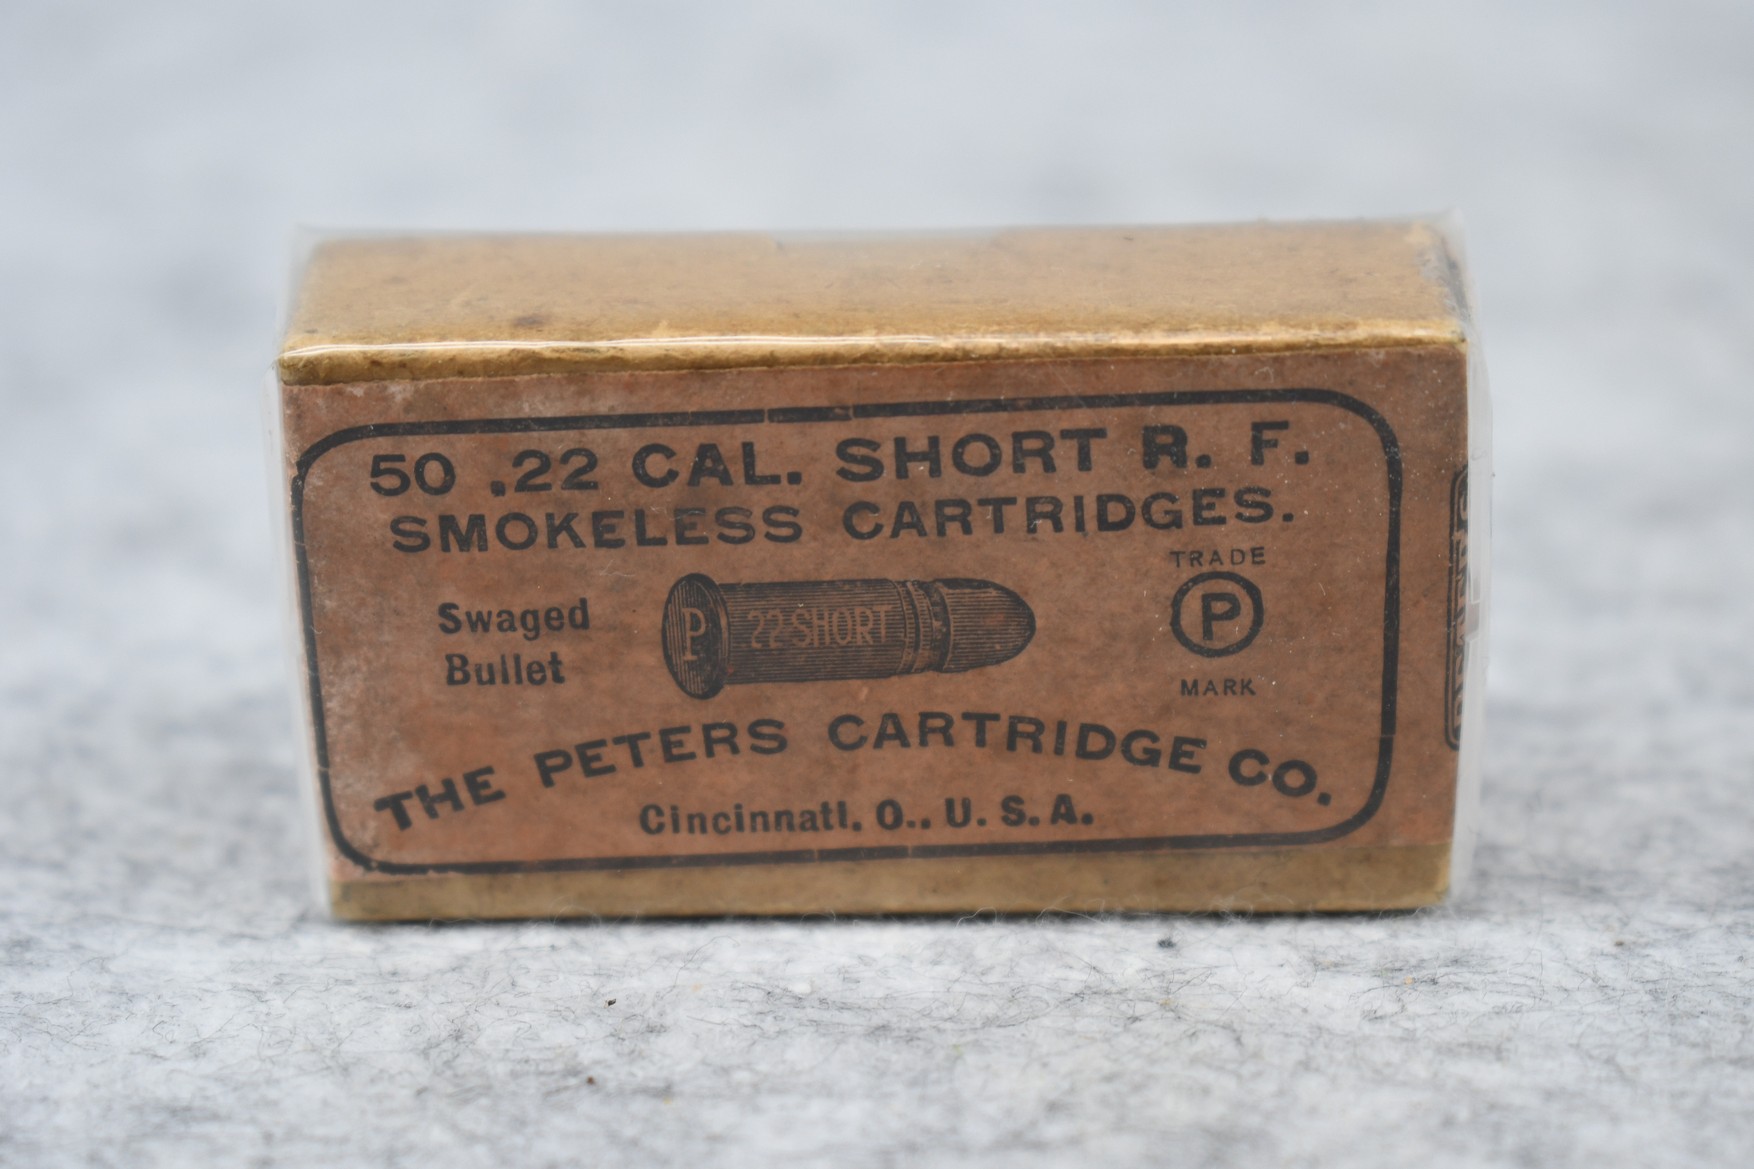 50 .22 CAL. SHORT R. F.
SMOKELESS CARTRIDGES.
TRADE
P
MARK
Swaged
Bullet
P 22 SHORT
THE PETERS CARTRIDGE CO.
Cincinnati, O., U. S. A.